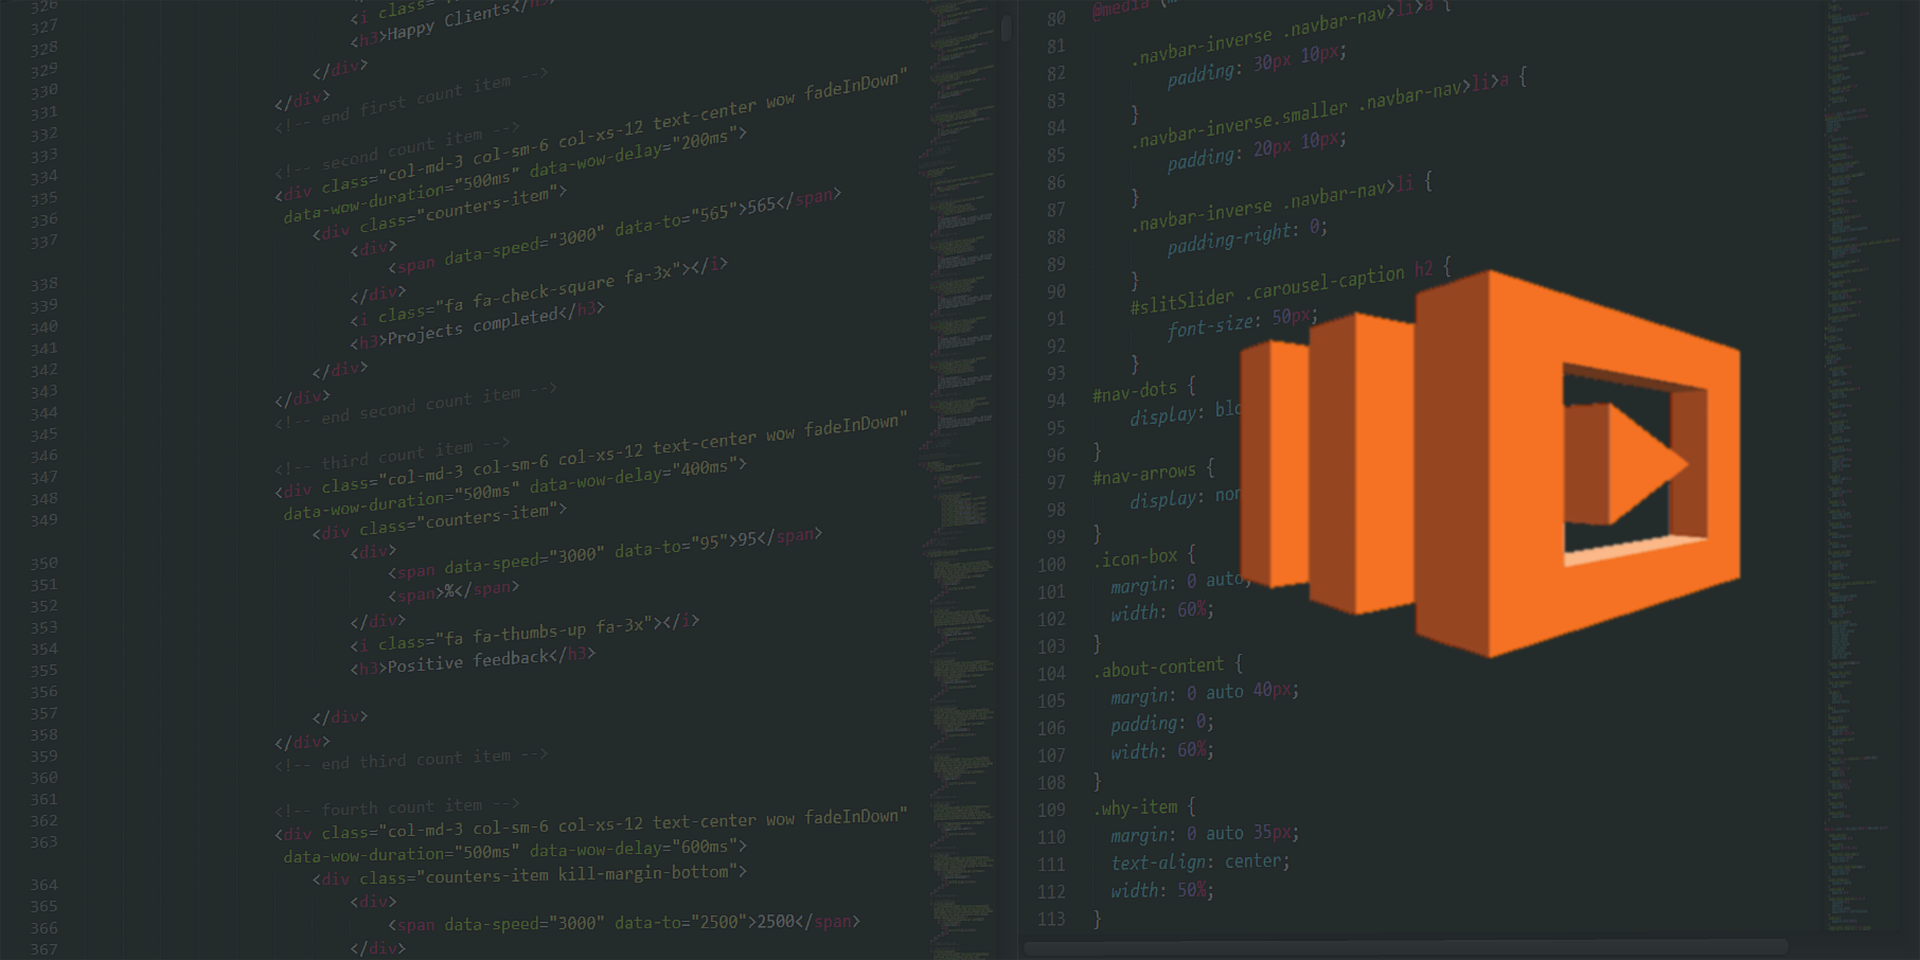 326
327
328
329
330
331
332
333
334
335
336
337
338
339
340
341
342
343
344
345
346
347
348
349
350
351
352
353
354
355
356
357
358
359
360
361
362
363
364
365
366
367
<i class=
<h3>Happy Clients</h3>
</div>
</div>
<!-- end first count item -->
<!-- second count item -->
<div class="col-md-3 col-sm-6 col-xs-12 text-center wow fadeInDown"
data-wow-duration="500ms" data-wow-delay="200ms">
<div class="counters-item">
<div>
<span data-speed="3000" data-to="565">565</span>
</div>
<i class="fa fa-check-square fa-3x"></i>
<h3>Projects completed</h3>
</div>
</div>
<!-- end second count item -->
<!-- third count item -->
<div class="col-md-3 col-sm-6 col-xs-12 text-center wow fadeInDown"
data-wow-duration="500ms" data-wow-delay="400ms">
<div class="counters-item">
<div>
<span data-speed="3000" data-to="95">95</span>
<span>%</span>
</div>
<i class="fa fa-thumbs-up fa-3x"></i>
<h3>Positive feedback</h3>
</div>
</div>
<!-- end third count item -->
<!-- fourth count item -->
<div class="col-md-3 col-sm-6 col-xs-12 text-center wow fadeInDown"
data-wow-duration="500ms" data-wow-delay="600ms">
<div class="counters-item kill-margin-bottom">
<div>
<span data-speed="3000" data-to="2500">2500</span>
</div>
80 @media
81 .navbar-inverse .navbar-nav>li>a {
82 padding: 30px 10px;
83 }
84 .navbar-inverse.smaller .navbar-nav>li>a {
85 padding: 20px 10px;
86 }
87 .navbar-inverse .navbar-nav>li {
88 padding-right: 0;
89 }
90 #slitSlider .carousel-caption h2 {
91 font-size: 50px;
92 }
93 #nav-dots {
94 display:
95 }
96 #nav-arrows {
97 display:
98 }
99 .icon-box {
100 margin: 0 auto;
101 width: 60%;
102 }
103 .about-content {
104 margin: 0 auto 40px;
105 padding: 0;
106 width: 60%;
107 }
108 .why-item {
109 margin: 0 auto 35px;
110 text-align: center;
111 width: 50%;
112 }
113